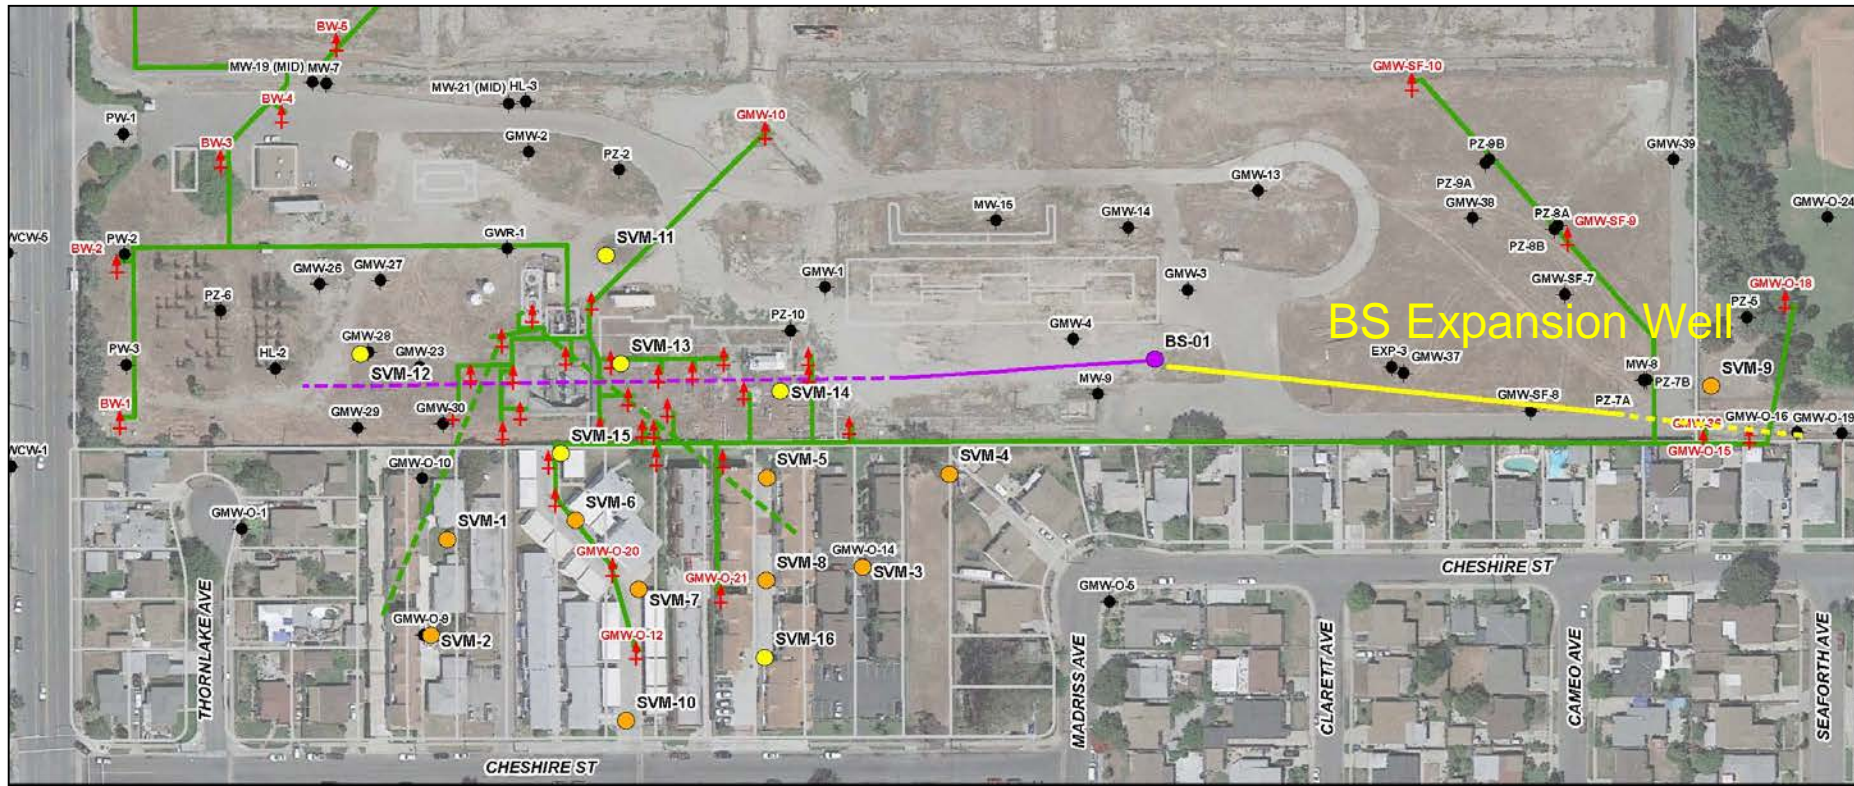 BW-5
MW-19 (MID)
MW-7
GMW-SF-10
MW-21 (MID)
HL-3
BW-4
GMW-10
PW-1
GMW-2
BW-3
PZ-2
PZ-9B
GMW-39
GMW-13
PZ-9A
GMW-38
GMW-O-24
MW-15
GMW-14
PZ-8A
GMW-SF-9
WCW-5
BW-2
PW-2
GWR-1
SVM-11
PZ-8B
GMW-26
GMW-27
GMW-1
GMW-3
GMW-SF-7
GMW-O-18
PZ-6
PZ-5
BS Expansion Well
PZ-10
GMW-4
GMW-28
BS-01
PW-3
HL-2
GMW-23
SVM-12
SVM-13
EXP-3
GMW-37
MW-8
PZ-7B
SVM-9
MW-9
SVM-14
PZ-7A
GMW-SF-8
BW-1
GMW-29
GMW-30
GMW-36
GMW-O-16
GMW-O-19
SVM-15
GMW-O-15
WCW-1
GMW-O-10
SVM-5
SVM-4
SVM-6
GMW-O-1
SVM-1
GMW-O-20
SVM-8
GMW-O-14
SVM-3
CHESHIRE ST
GMW-O-21
SVM-7
GMW-O-5
GMW-O-9
SVM-2
GMW-O-12
SVM-16
THORNLAKE AVE
MADRISS AVE
CLARETT AVE
CAMEO AVE
SEAFORTH AVE
SVM-10
CHESHIRE ST